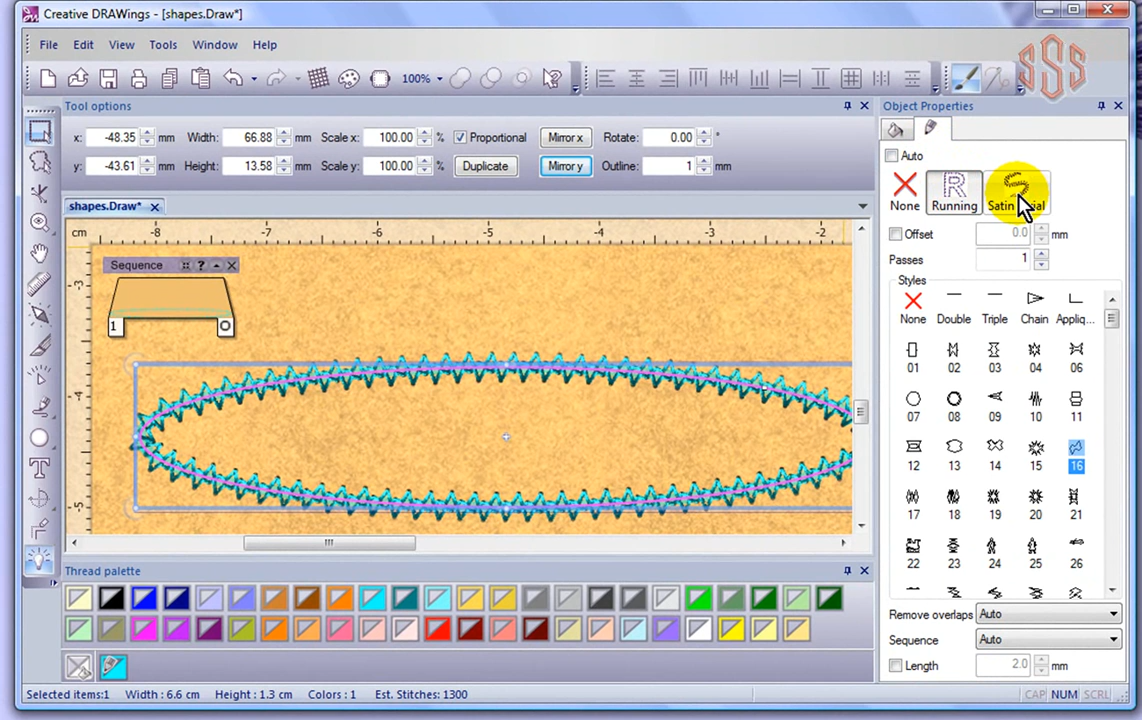 Creative DRAWings - [shapes.Draw*]
File Edit View Tools Window Help
100%
SSS
Tool options
Object Properties
x: -48.35 mm Width: 66.88 mm Scale x: 100.00 % Proportional Mirror x Rotate: 0.00 °
y: -43.61 mm Height: 13.58 mm Scale y: 100.00 % Duplicate Mirror y Outline: 1 mm
Auto
None Running Satin
shapes.Draw*
cm -8 -7 -6 -5 -4 -3 -2
Offset 0.0 mm
Passes 1
Sequence
1
Styles
None Double Triple Chain Appliq...
01 02 03 04 06
07 08 09 10 11
12 13 14 15 16
17 18 19 20 21
22 23 24 25 26
-3
-4
-5
Thread palette
Remove overlaps Auto
Sequence Auto
Length 2.0 mm
Selected items:1 Width : 6.6 cm Height : 1.3 cm Colors : 1 Est. Stitches: 1300
CAP NUM SCRL